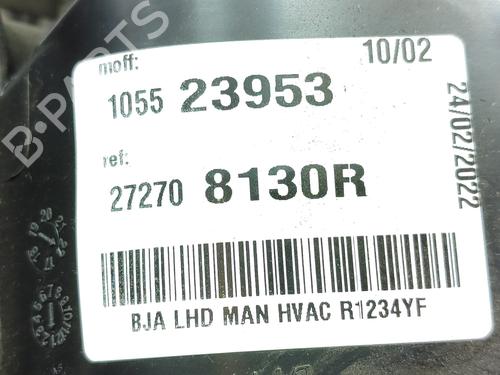 B-PARTS
moff:
10/02
1055 23953
24/02/2022
ref:
27270 8130R
BJA LHD MAN HVAC R1234YF